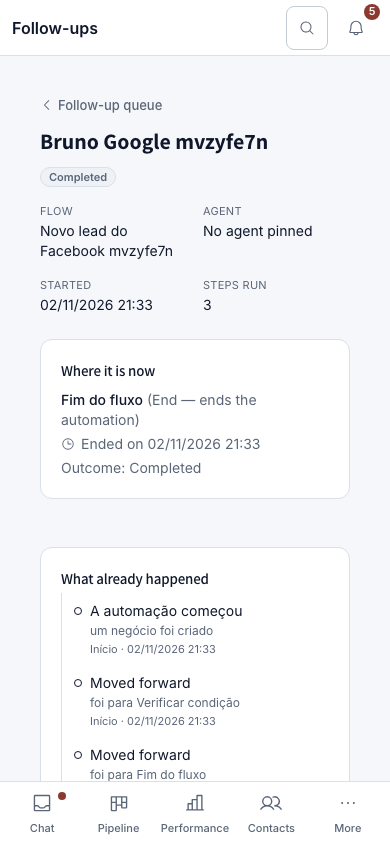 Follow-ups
5
Follow-up queue
Bruno Google mvzyfe7n
Completed
FLOW
Novo lead do
Facebook mvzyfe7n
AGENT
No agent pinned
STARTED
02/11/2026 21:33
STEPS RUN
3
Where it is now
Fim do fluxo (End — ends the
automation)
Ended on 02/11/2026 21:33
Outcome: Completed
What already happened
A automação começou
um negócio foi criado
Início · 02/11/2026 21:33
Moved forward
foi para Verificar condição
Início · 02/11/2026 21:33
Moved forward
foi para Fim do fluxo
Chat
Pipeline
Performance
Contacts
More